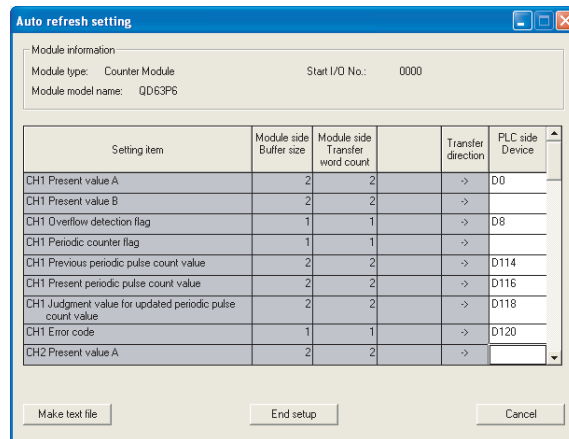 Auto refresh setting
Module information
Module type: Counter Module Start I/O No.: 0000
Module model name: QD63P6
Setting item Module side Buffer size Module side Transfer word count Transfer direction PLC side Device
CH1 Present value A 2 2 -> D0
CH1 Present value B 2 2 ->
CH1 Overflow detection flag 1 1 -> D8
CH1 Periodic counter flag 1 1 ->
CH1 Previous periodic pulse count value 2 2 -> D114
CH1 Present periodic pulse count value 2 2 -> D116
CH1 Judgment value for updated periodic pulse count value 2 2 -> D118
CH1 Error code 1 1 -> D120
CH2 Present value A 2 2 ->
Make text file End setup Cancel